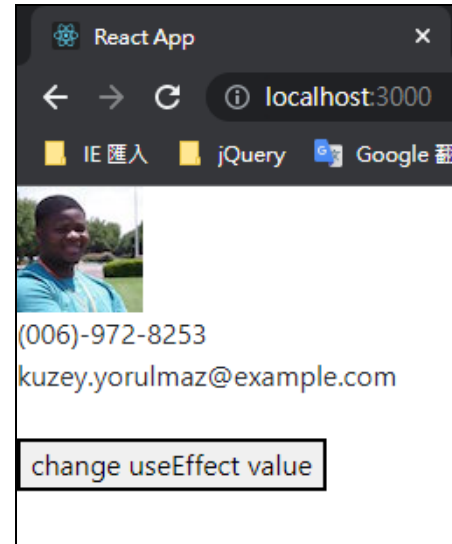 React App
localhost:3000
IE 匯入 jQuery Google 翻
(006)-972-8253
kuzey.yorulmaz@example.com
change useEffect value